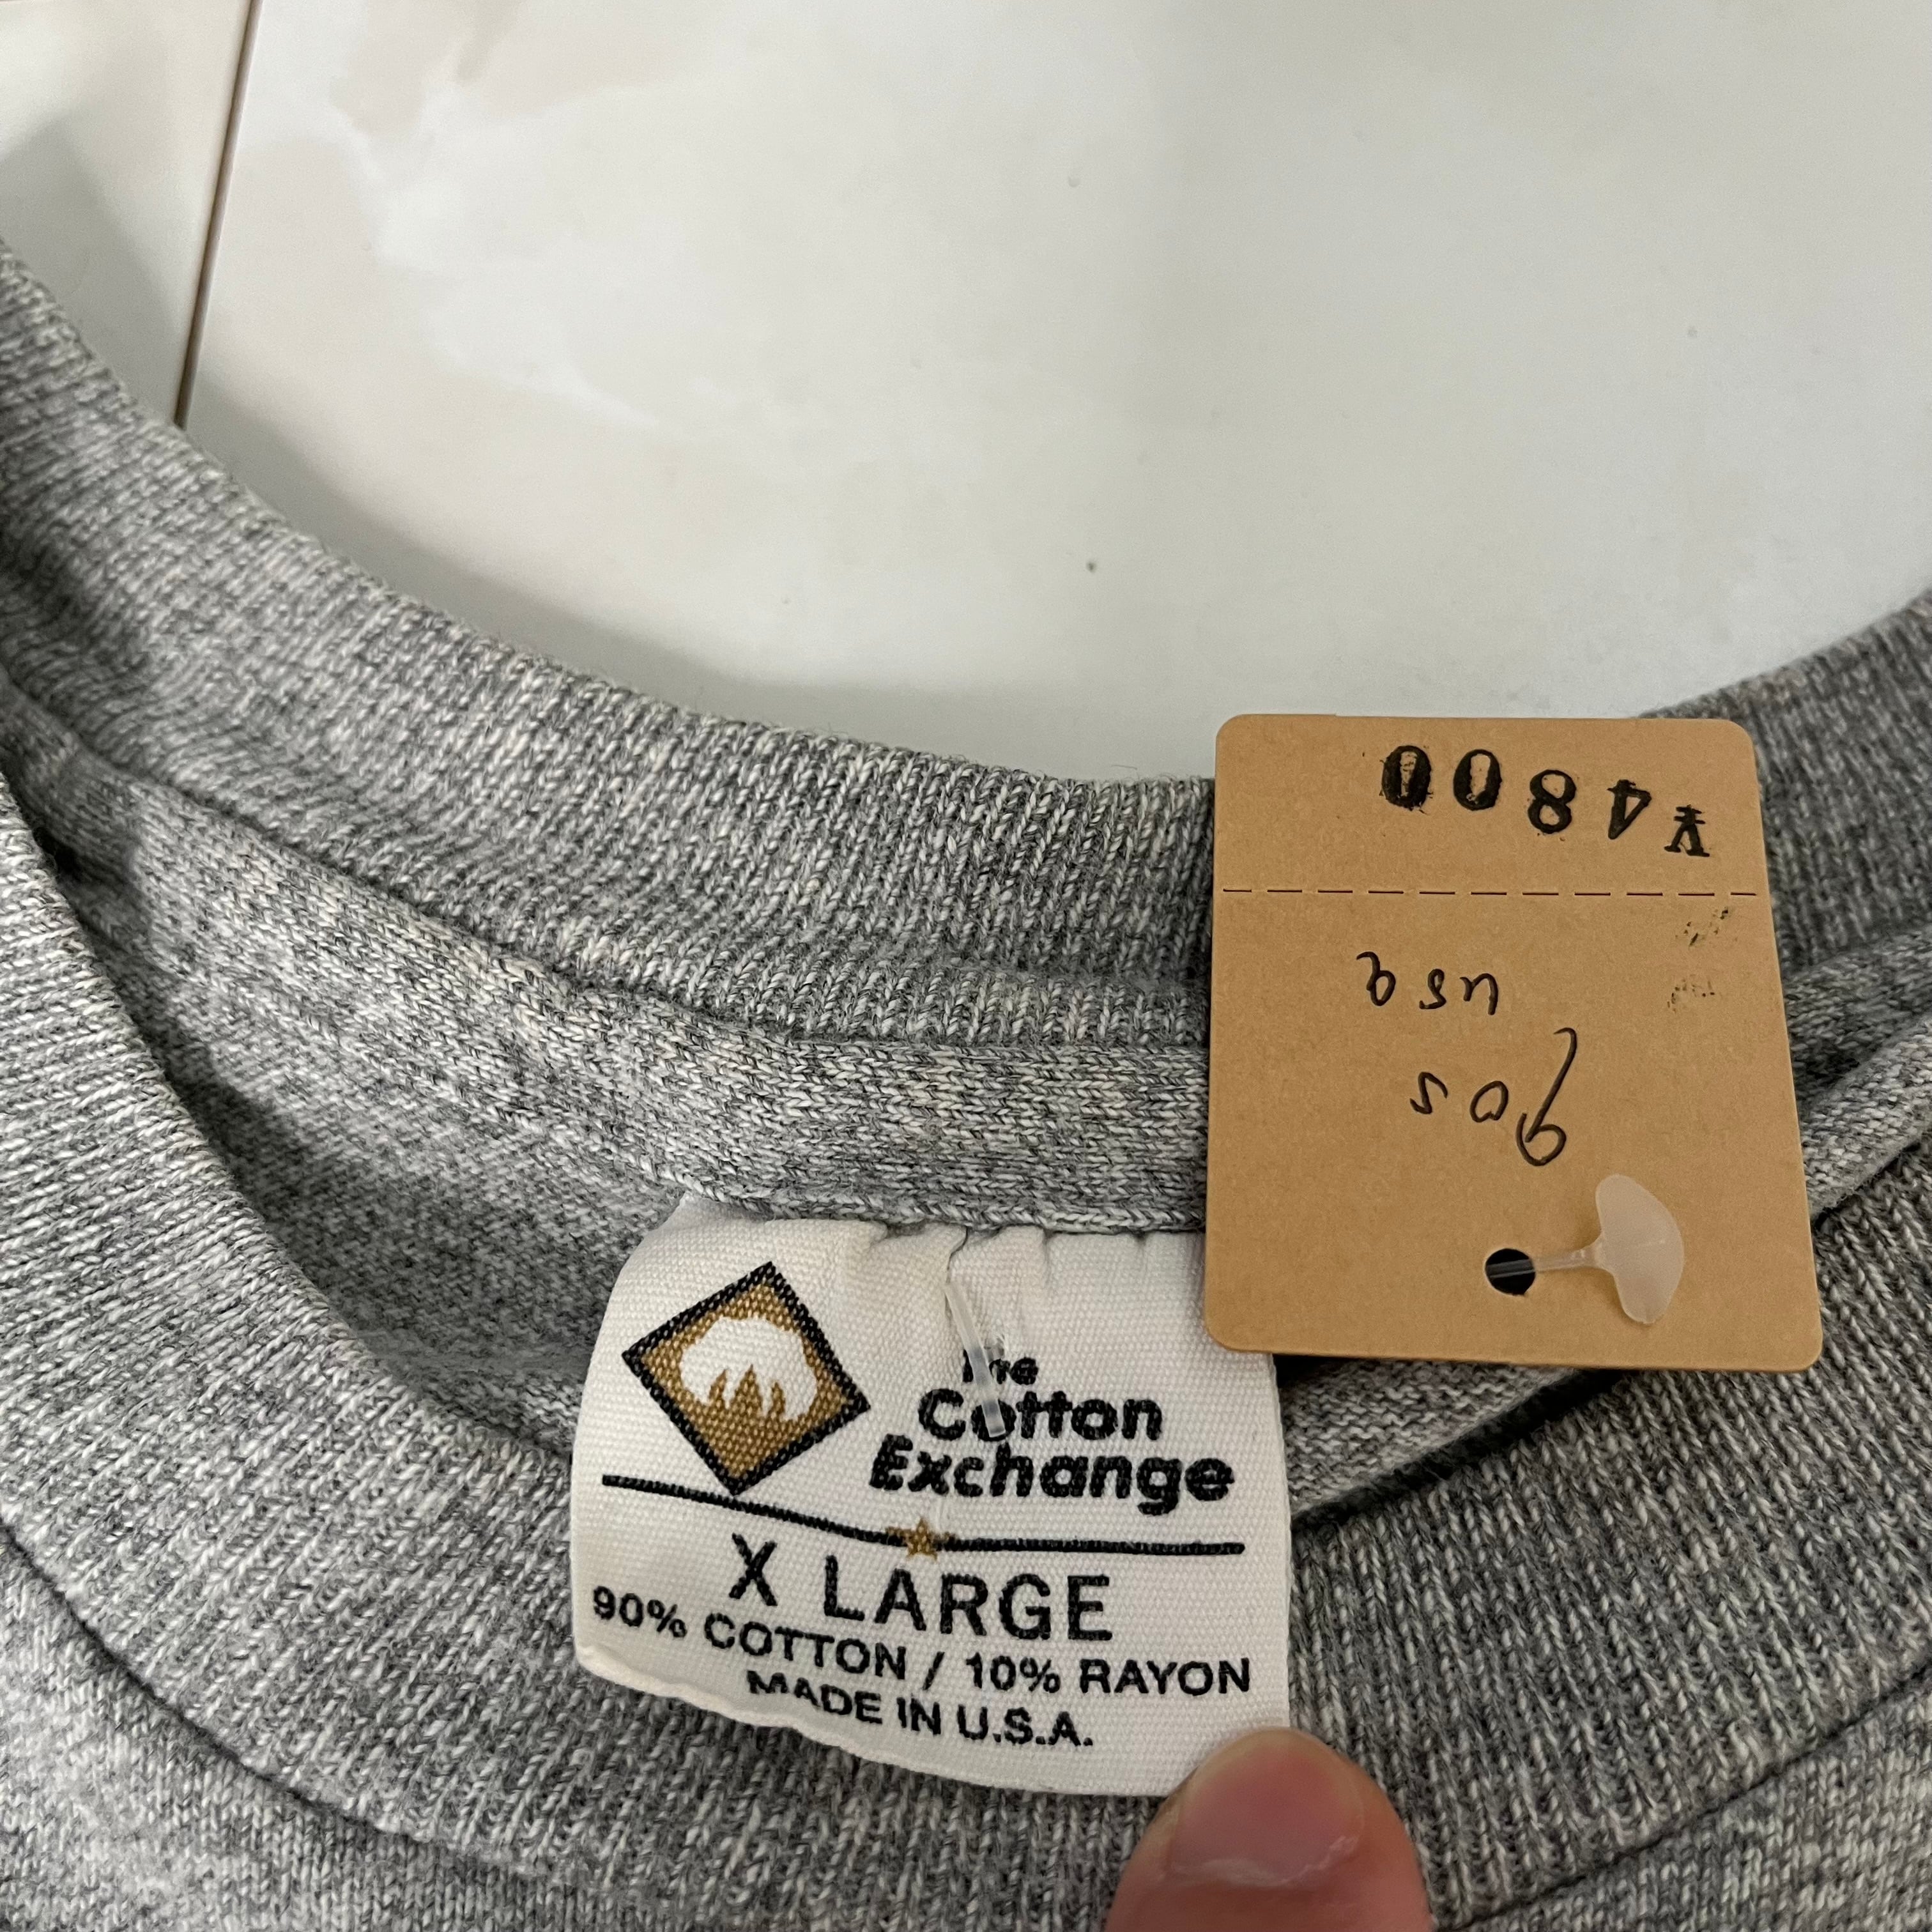 ¥4800
usa
90s
The
Cotton
Exchange
X LARGE
90% COTTON / 10% RAYON
MADE IN U.S.A.